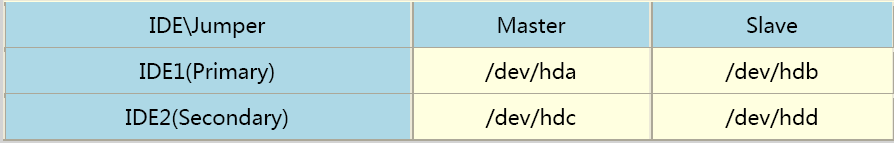 IDE\Jumper Master Slave
IDE1(Primary) /dev/hda /dev/hdb
IDE2(Secondary) /dev/hdc /dev/hdd